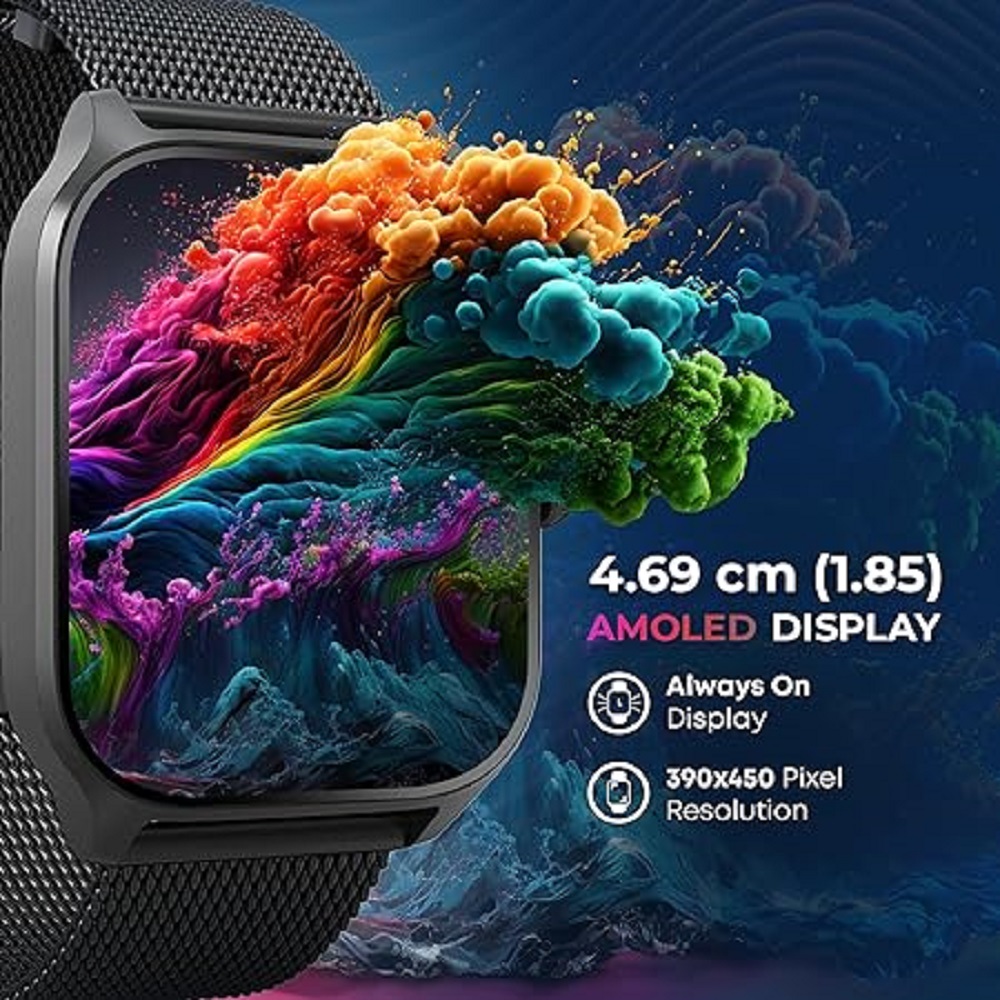 4.69 cm (1.85)
AMOLED DISPLAY
Always On
Display
390x450 Pixel
Resolution